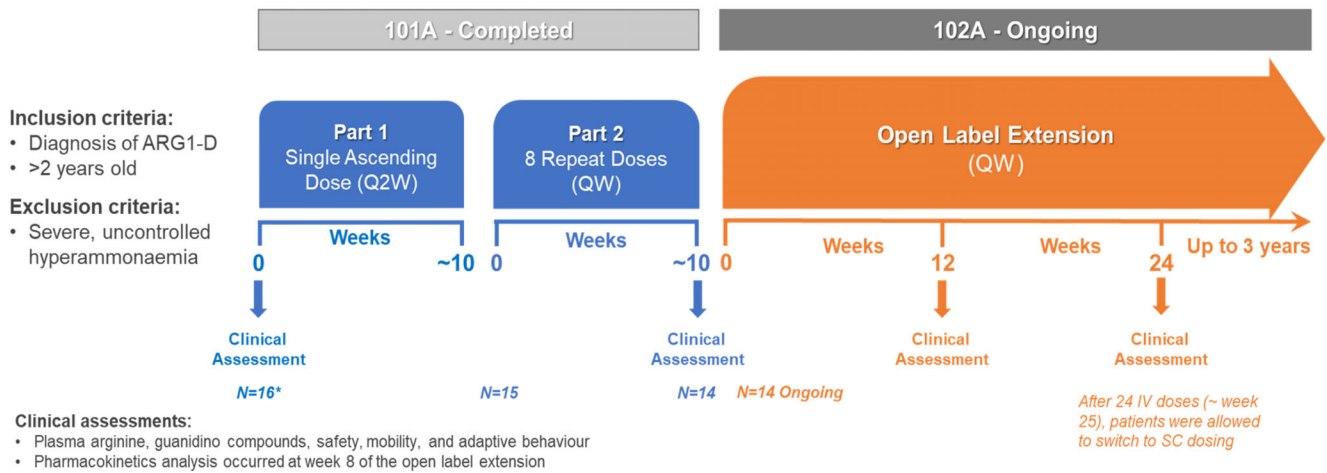 101A - Completed
102A - Ongoing
Inclusion criteria:
• Diagnosis of ARG1-D
• >2 years old
Exclusion criteria:
• Severe, uncontrolled
hyperammonaemia
Part 1
Single Ascending
Dose (Q2W)
Part 2
8 Repeat Doses
(QW)
Open Label Extension
(QW)
Weeks
0
~10
Weeks
0
~10
Weeks
Weeks
Up to 3 years
0
12
24
Clinical
Assessment
Clinical
Assessment
Clinical
Assessment
Clinical
Assessment
N=16*
N=15
N=14
N=14 Ongoing
After 24 IV doses (~ week
25), patients were allowed
to switch to SC dosing
Clinical assessments:
• Plasma arginine, guanidino compounds, safety, mobility, and adaptive behaviour
• Pharmacokinetics analysis occurred at week 8 of the open label extension